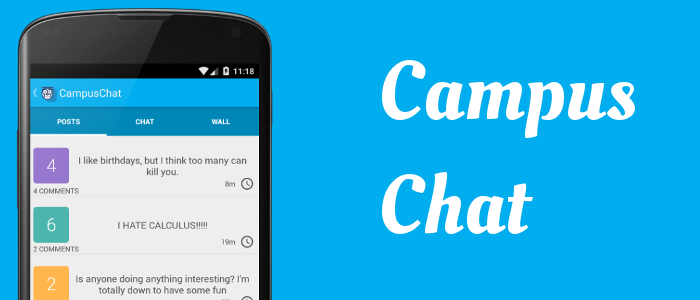 11:18
CampusChat
POSTS CHAT WALL
4
I like birthdays, but I think too many can
kill you.
8m
4 COMMENTS
6
I HATE CALCULUS!!!!!
19m
2 COMMENTS
2
Is anyone doing anything interesting? I'm
totally down to have some fun
Campus
Chat